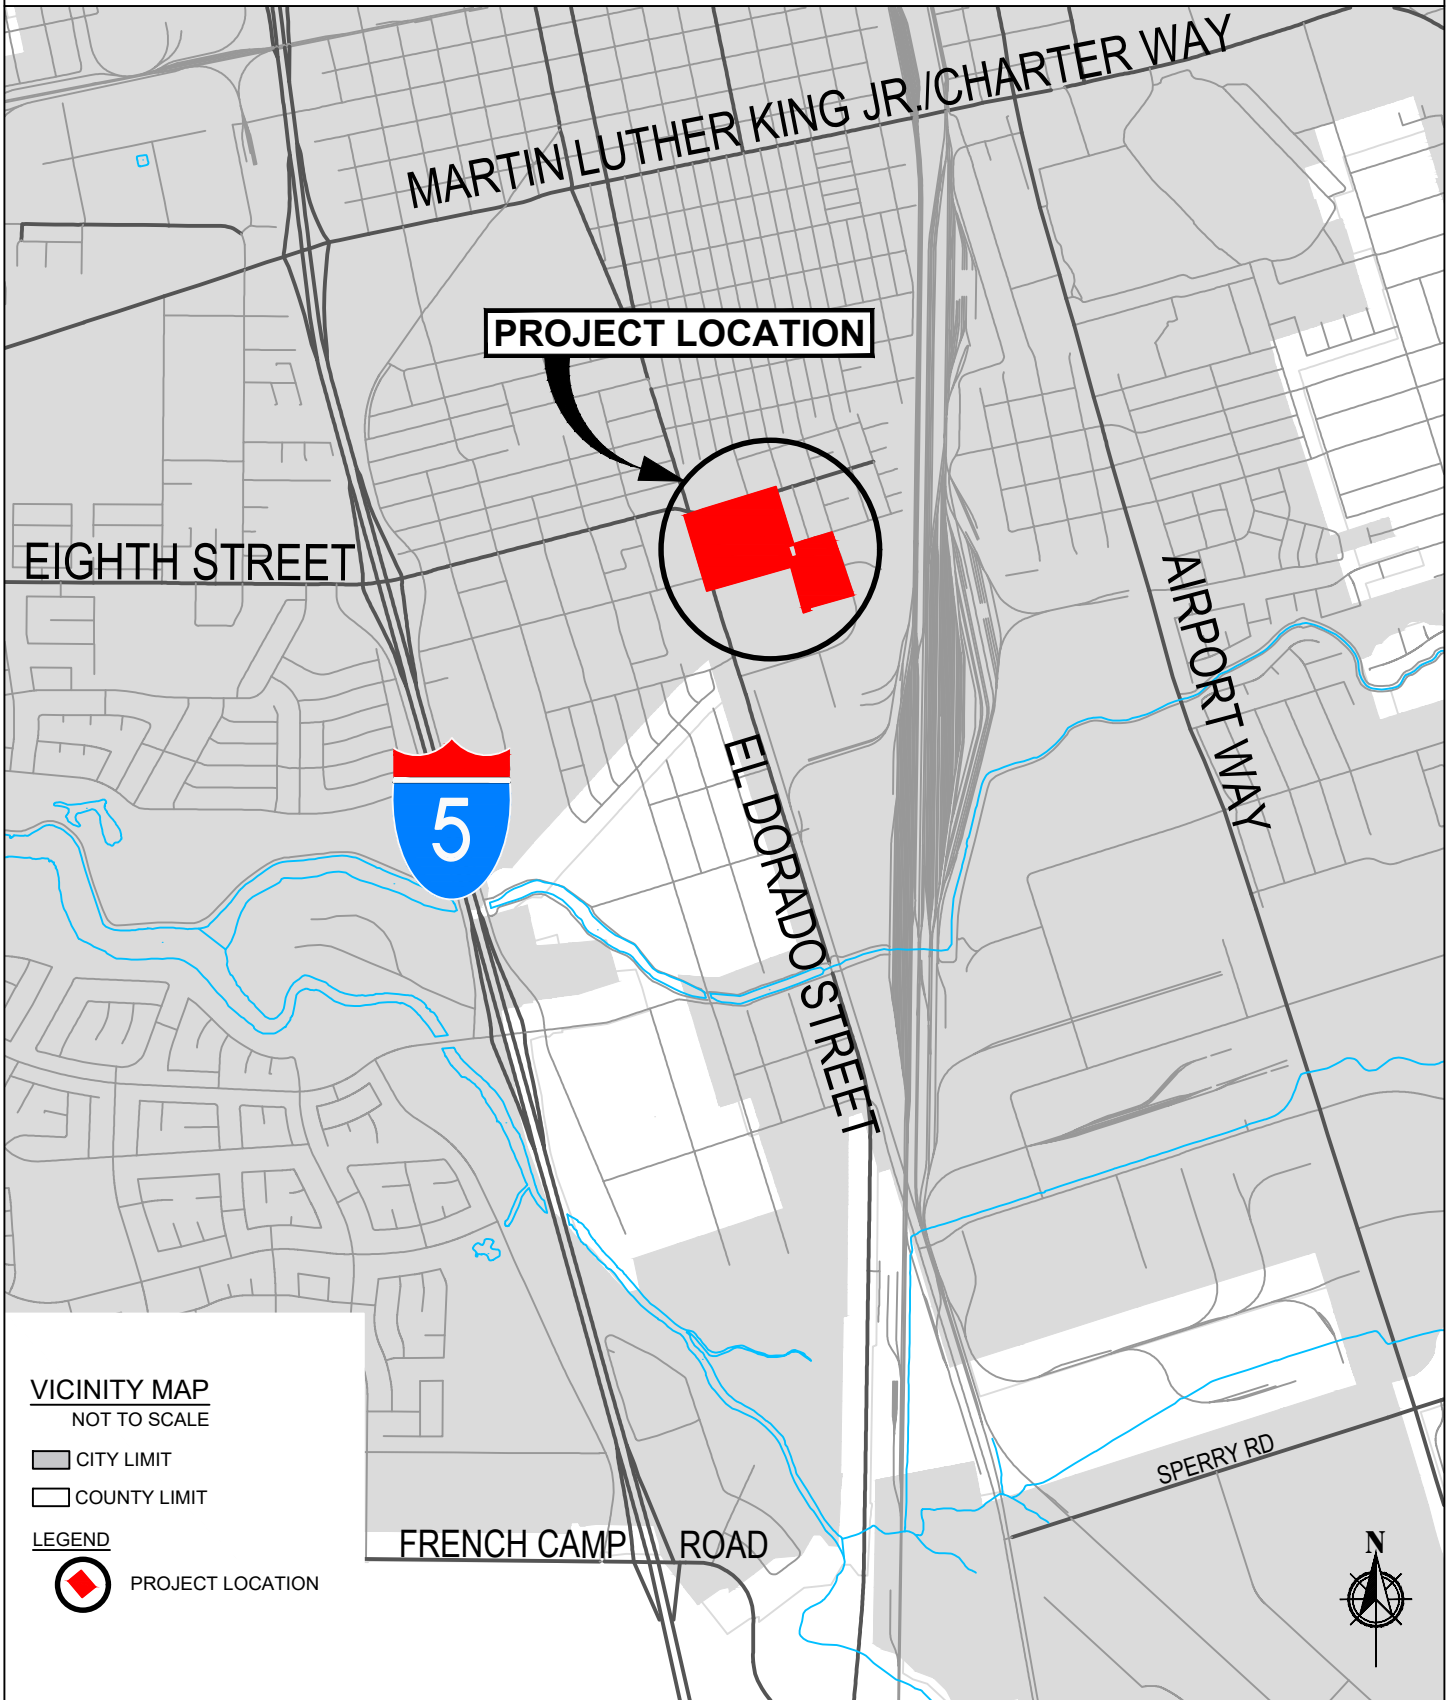 MARTIN LUTHER KING JR./CHARTER WAY
PROJECT LOCATION
EIGHTH STREET
AIRPORT WAY
EL DORADO STREET
5
VICINITY MAP
NOT TO SCALE
CITY LIMIT
COUNTY LIMIT
LEGEND
PROJECT LOCATION
FRENCH CAMP ROAD
SPERRY RD
N